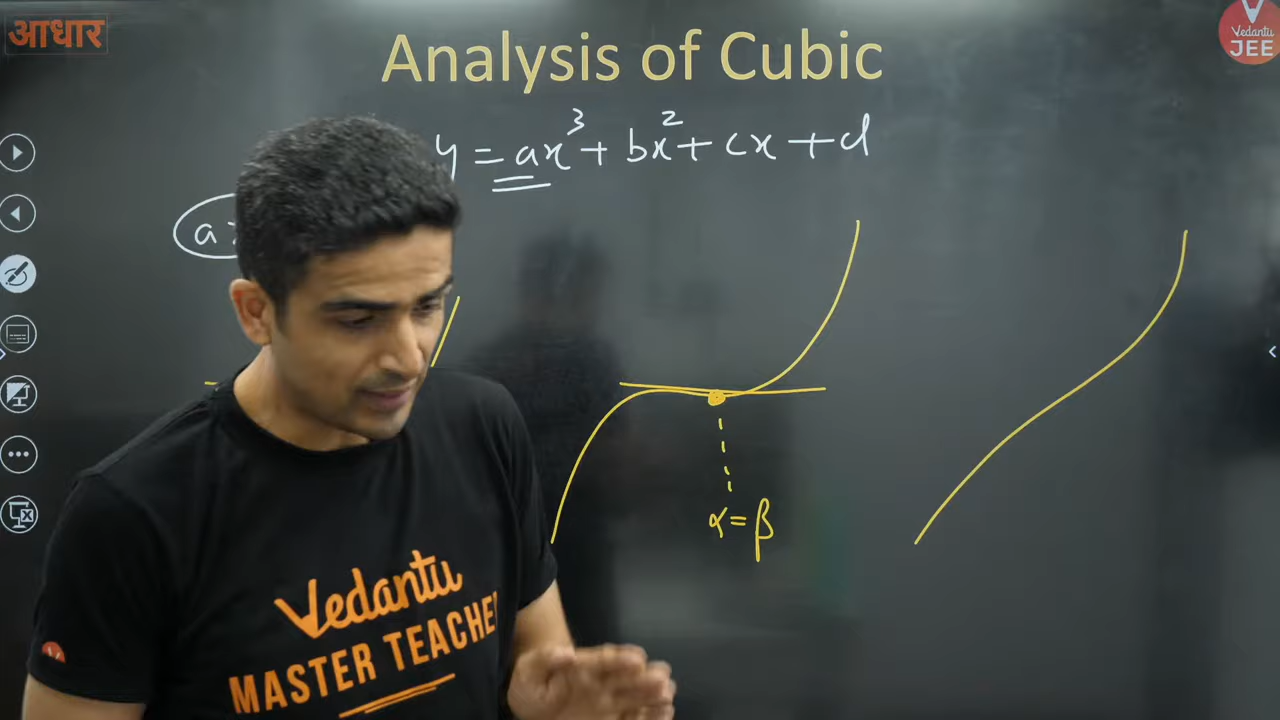 आधार
Analysis of Cubic
Vedantu
JEE
y = ax³ + bx² + cx + d
a >
α = β
Vedantu
MASTER TEACHER